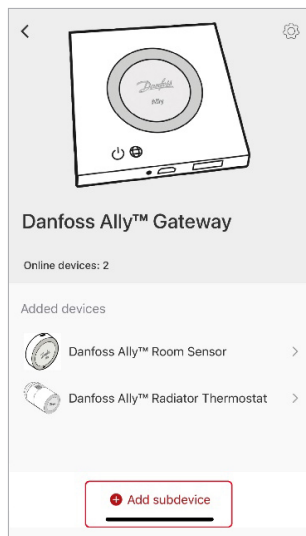 Danfoss
Ally
Danfoss Ally™ Gateway
Online devices: 2
Added devices
Danfoss Ally™ Room Sensor
Danfoss Ally™ Radiator Thermostat
Add subdevice